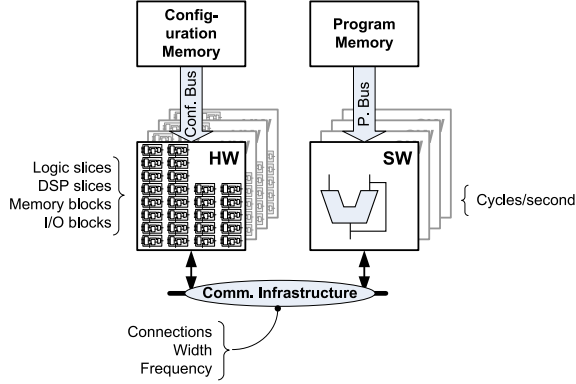 Config-
uration
Memory
Program
Memory
Conf. Bus
P. Bus
HW
SW
Logic slices
DSP slices
Memory blocks
I/O blocks
Cycles/second
Comm. Infrastructure
Connections
Width
Frequency